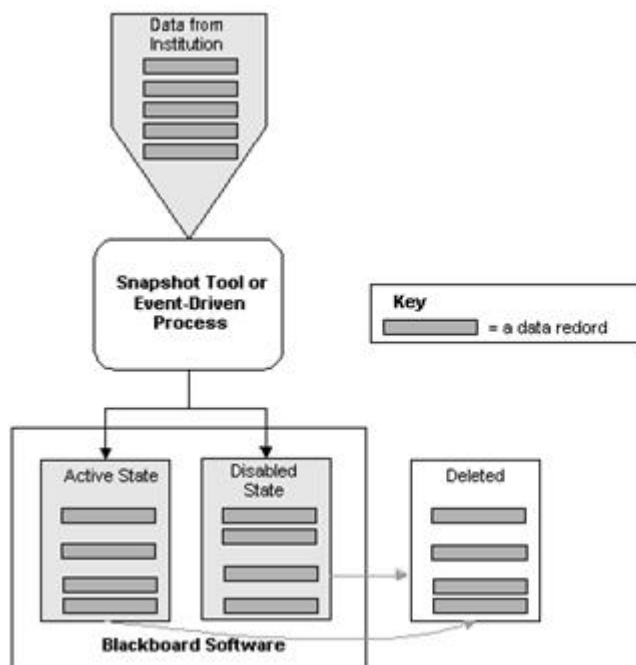 Data from
Institution
Snapshot Tool or
Event-Driven
Process
Key
= a data redord
Active State
Disabled
State
Deleted
Blackboard Software